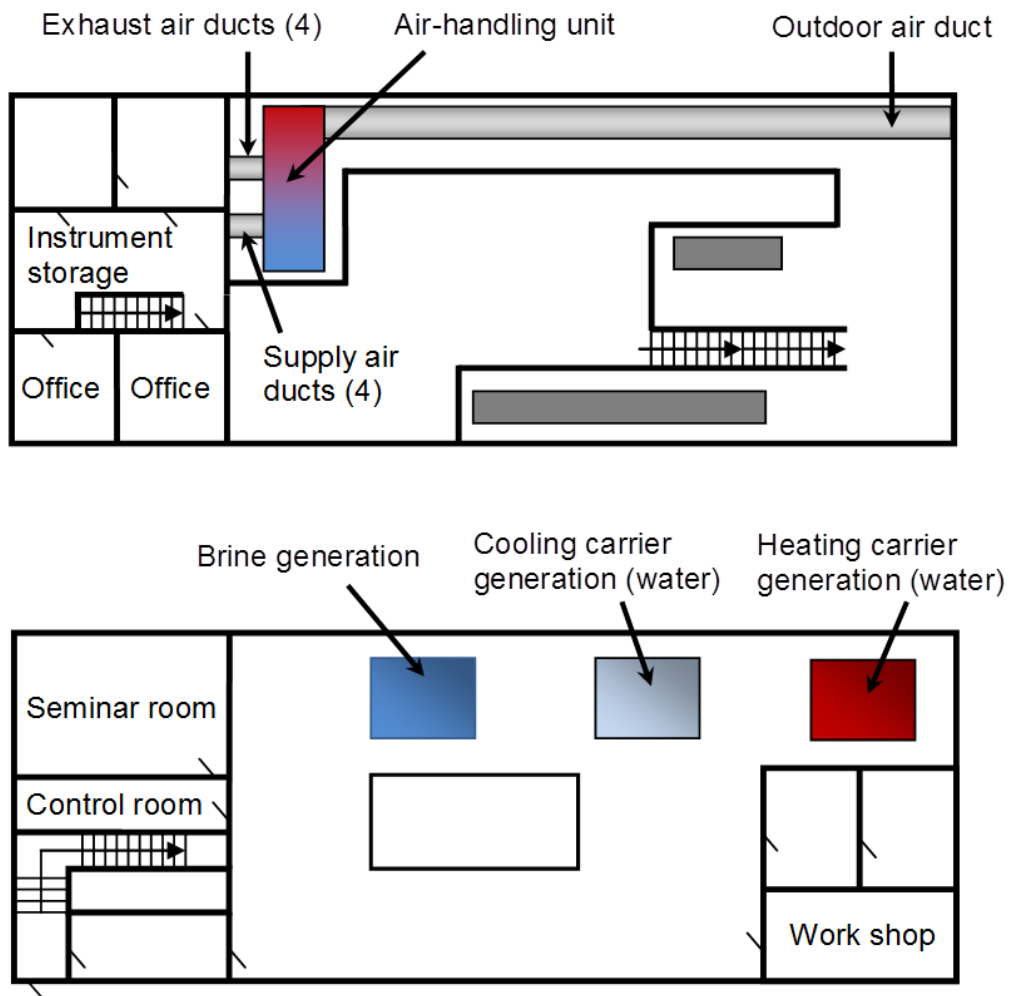 Exhaust air ducts (4)
Air-handling unit
Outdoor air duct
Instrument
storage
Office
Office
Supply air
ducts (4)
Brine generation
Cooling carrier
generation (water)
Heating carrier
generation (water)
Seminar room
Control room
Work shop